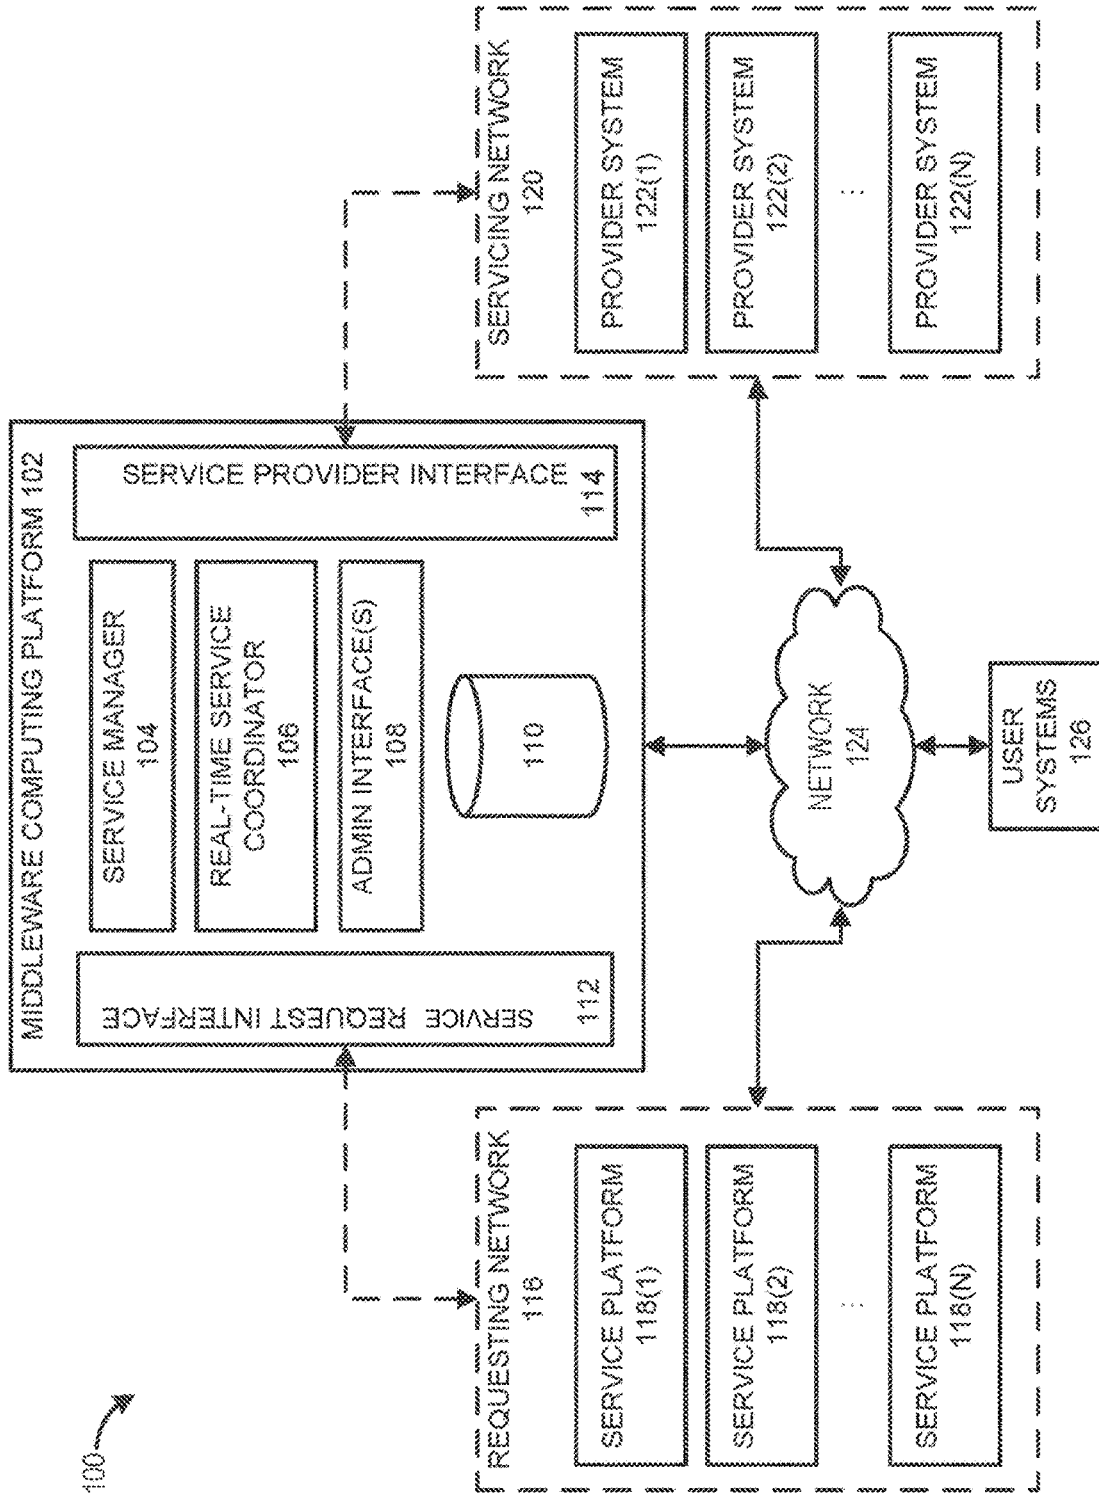 100
MIDDLEWARE COMPUTING PLATFORM 102
SERVICE
REQUEST INTERFACE
112
SERVICE MANAGER
104
REAL-TIME SERVICE
COORDINATOR
106
ADMIN INTERFACE(S)
108
110
SERVICE PROVIDER INTERFACE
114
REQUESTING NETWORK
116
SERVICE PLATFORM
118(1)
SERVICE PLATFORM
118(2)
...
SERVICE PLATFORM
118(N)
NETWORK
124
USER
SYSTEMS
126
SERVICING NETWORK
120
PROVIDER SYSTEM
122(1)
PROVIDER SYSTEM
122(2)
...
PROVIDER SYSTEM
122(N)